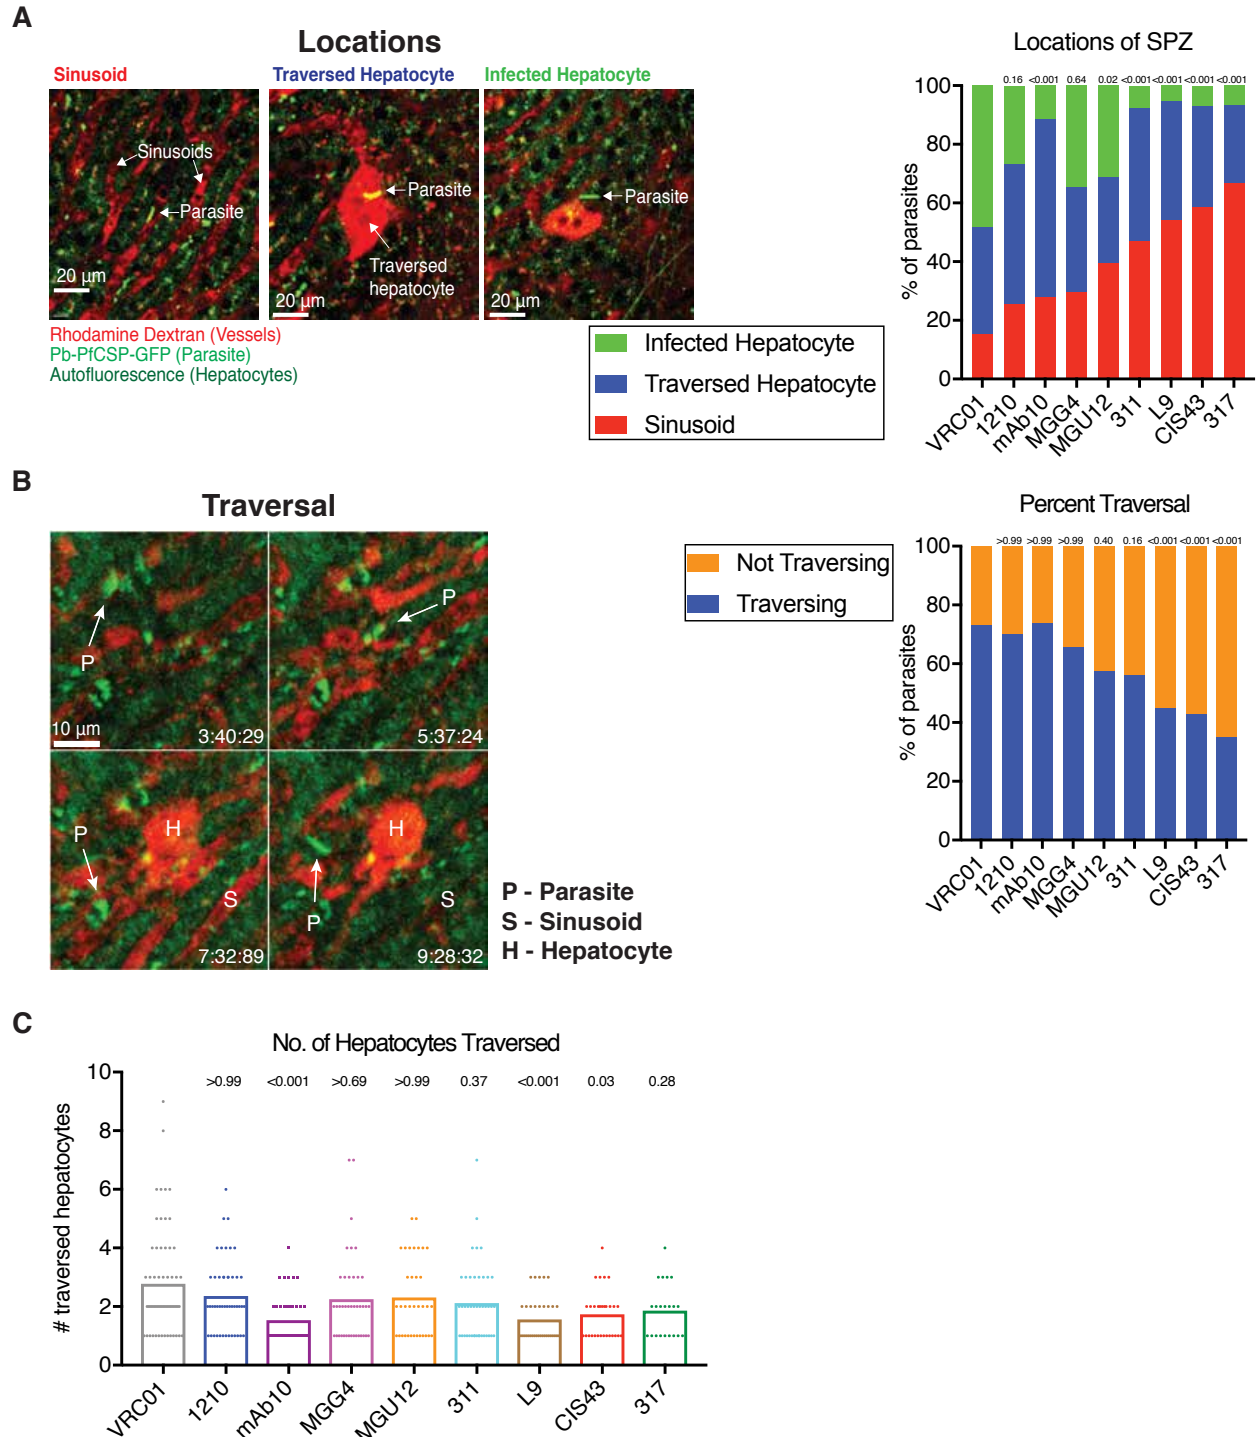 A
Locations
Sinusoid
Traversed Hepatocyte
Infected Hepatocyte
Sinusoids
Parasite
20 µm
Parasite
Traversed
hepatocyte
20 µm
Parasite
20 µm
Rhodamine Dextran (Vessels)
Pb-PfCSP-GFP (Parasite)
Autofluorescence (Hepatocytes)
Infected Hepatocyte
Traversed Hepatocyte
Sinusoid
Locations of SPZ
0.16 <0.001 0.64 0.02 <0.001 <0.001 <0.001 <0.001
% of parasites
100
80
60
40
20
0
VRC01 1210 mAb10 MGG4 MGU12 311 L9 CIS43 317
B
Traversal
P
10 µm
3:40:29
P
5:37:24
P
H
S
7:32:89
P
H
S
9:28:32
P - Parasite
S - Sinusoid
H - Hepatocyte
Not Traversing
Traversing
Percent Traversal
>0.99 >0.99 >0.99 0.40 0.16 <0.001 <0.001 <0.001
% of parasites
100
80
60
40
20
0
VRC01 1210 mAb10 MGG4 MGU12 311 L9 CIS43 317
C
No. of Hepatocytes Traversed
>0.99 <0.001 >0.69 >0.99 0.37 <0.001 0.03 0.28
# traversed hepatocytes
10
8
6
4
2
0
VRC01 1210 mAb10 MGG4 MGU12 311 L9 CIS43 317